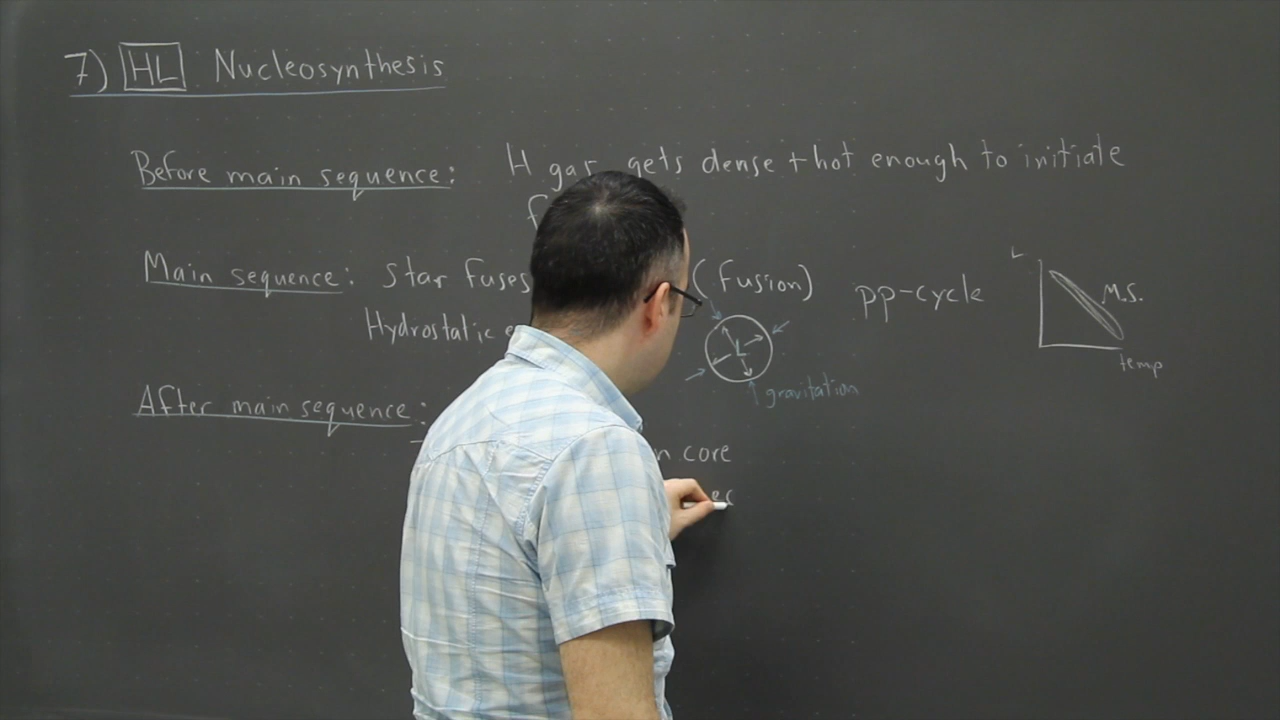 7) HL Nucleosynthesis
Before main sequence: H gas gets dense + hot enough to initiate
Main sequence: Star fuses (fusion) pp-cycle
L
M.S.
temp
Hydrostatic
L
gravitation
After main sequence:
core